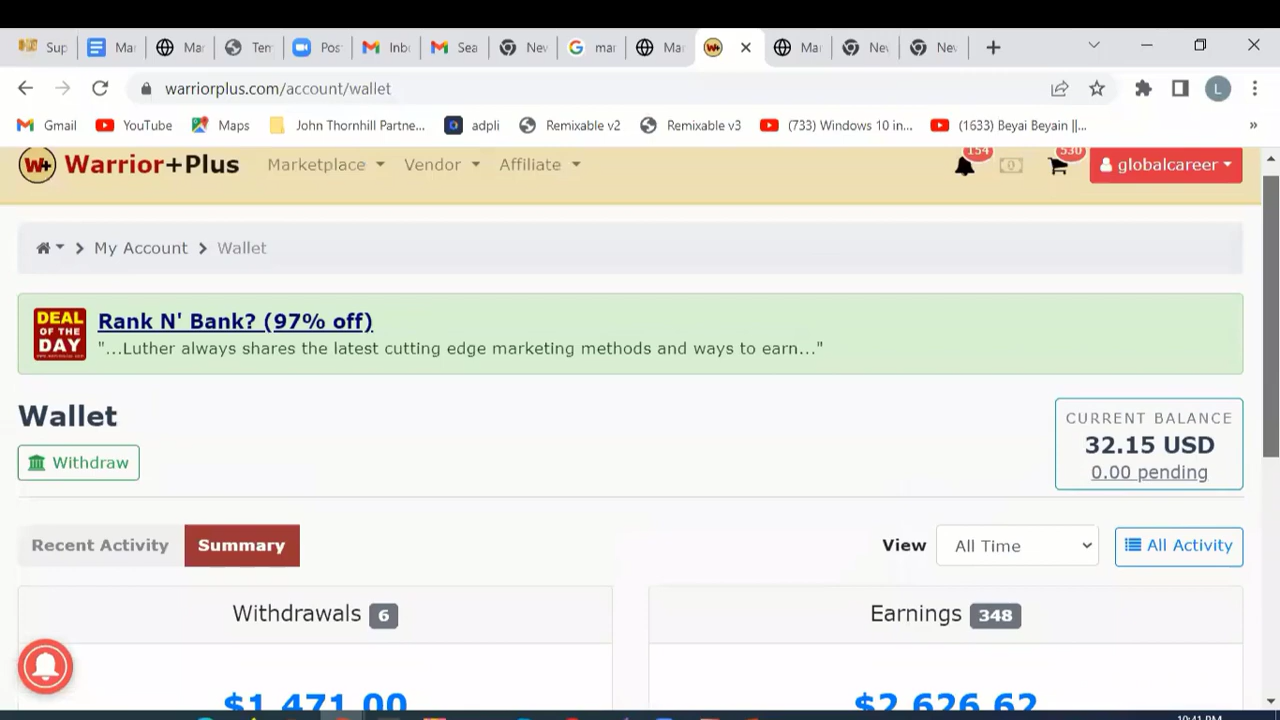 Sup
Mar
Mar
Ten
Pos
Inb
Sea
Nev
mar
Mar
Mar
Nev
Nev
warriorplus.com/account/wallet
L
Gmail
YouTube
Maps
John Thornhill Partne...
adpli
Remixable v2
Remixable v3
(733) Windows 10 in...
(1633) Beyai Beyain ||...
»
W+ Warrior+Plus
Marketplace
Vendor
Affiliate
154
530
globalcareer
My Account
Wallet
DEAL
OF THE
DAY
Rank N' Bank? (97% off)
"...Luther always shares the latest cutting edge marketing methods and ways to earn..."
Wallet
Withdraw
CURRENT BALANCE
32.15 USD
0.00 pending
Recent Activity
Summary
View
All Time
All Activity
Withdrawals 6
Earnings 348
$1,471.00
$2,626.62
10:41 PM